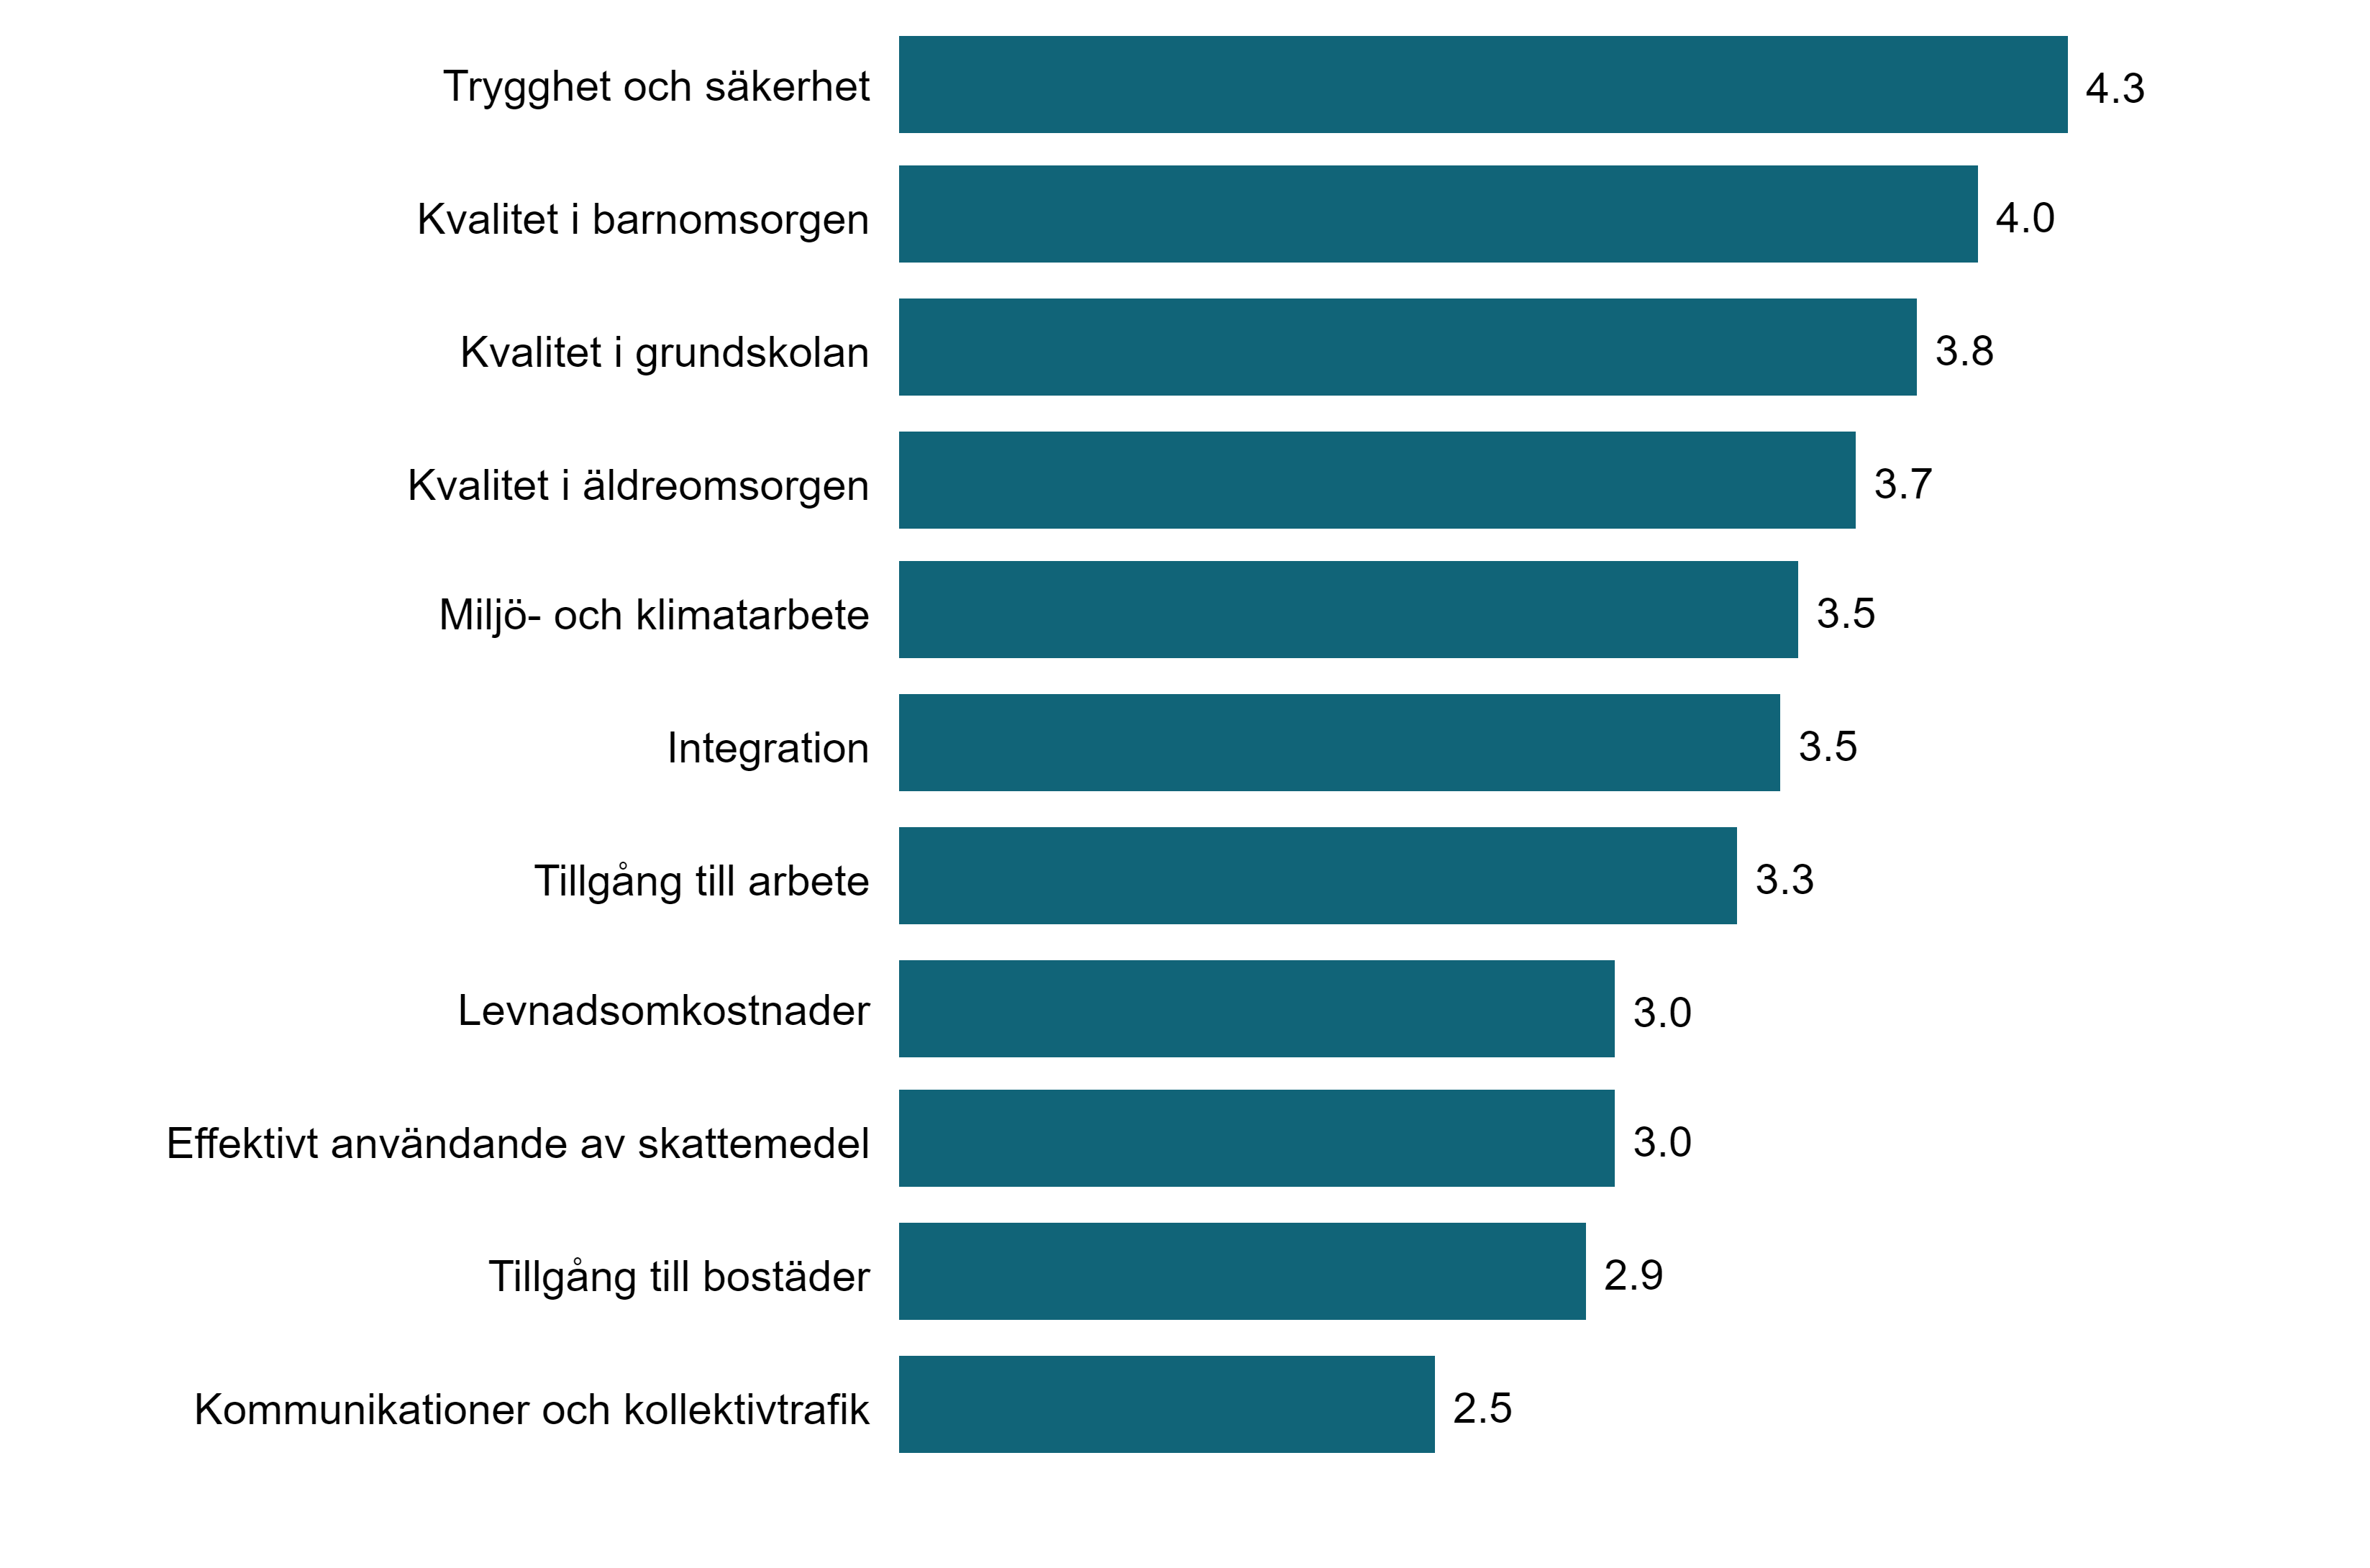 Trygghet och säkerhet 4.3
Kvalitet i barnomsorgen 4.0
Kvalitet i grundskolan 3.8
Kvalitet i äldreomsorgen 3.7
Miljö- och klimatarbete 3.5
Integration 3.5
Tillgång till arbete 3.3
Levnadsomkostnader 3.0
Effektivt användande av skattemedel 3.0
Tillgång till bostäder 2.9
Kommunikationer och kollektivtrafik 2.5